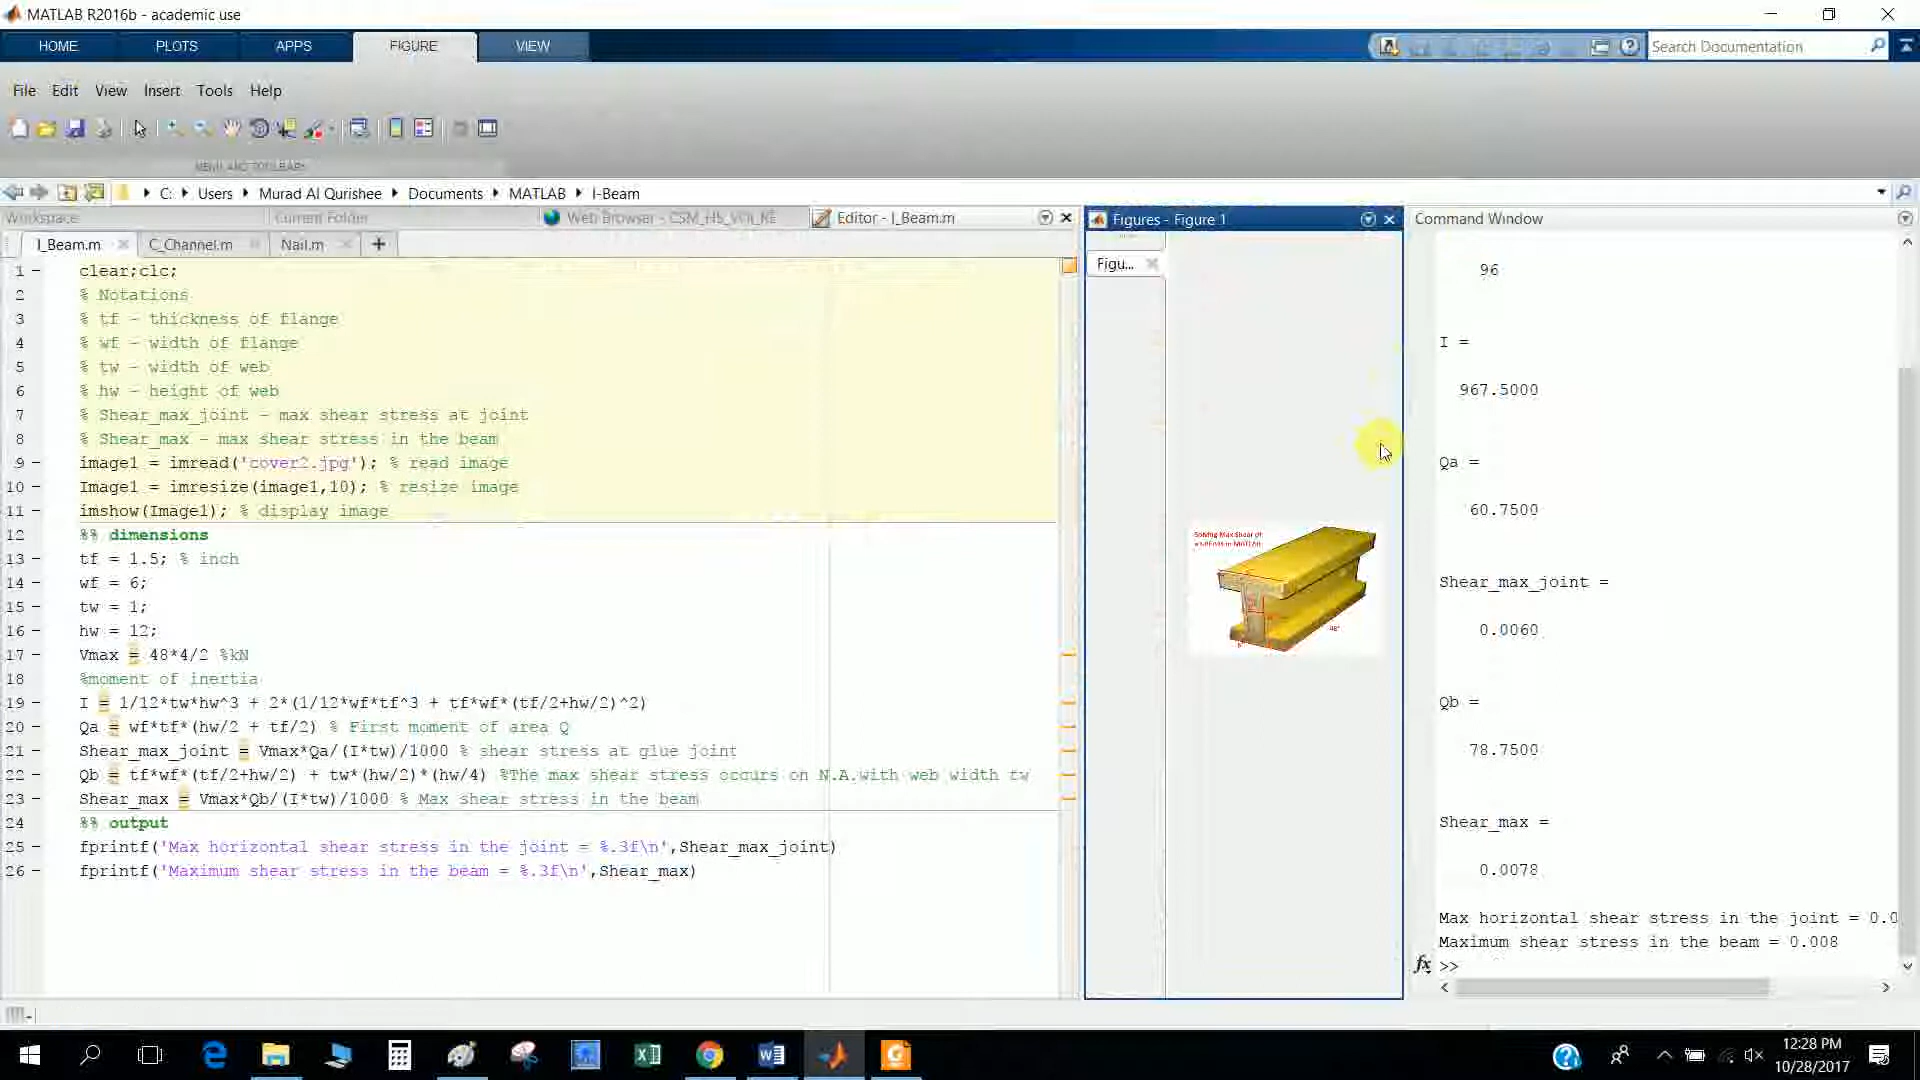 MATLAB R2016b - academic use
HOME PLOTS APPS FIGURE VIEW
Search Documentation
File Edit View Insert Tools Help
MENU AND TOOLBARS
C: Users Murad Al Qurishee Documents MATLAB I-Beam
Workspace
Current Folder
Web Browser - CSM_H5_VOL_RE
Editor - I_Beam.m
I_Beam.m C_Channel.m Nail.m
1 clear;clc;
2 % Notations
3 % tf - thickness of flange
4 % wf - width of flange
5 % tw - width of web
6 % hw - height of web
7 % Shear_max_joint - max shear stress at joint
8 % Shear_max - max shear stress in the beam
9 image1 = imread('cover2.jpg'); % read image
10 Image1 = imresize(image1,10); % resize image
11 imshow(Image1); % display image
12 %% dimensions
13 tf = 1.5; % inch
14 wf = 6;
15 tw = 1;
16 hw = 12;
17 Vmax = 48*4/2 %kN
18 %moment of inertia
19 I = 1/12*tw*hw^3 + 2*(1/12*wf*tf^3 + tf*wf*(tf/2+hw/2)^2)
20 Qa = wf*tf*(hw/2 + tf/2) % First moment of area Q
21 Shear_max_joint = Vmax*Qa/(I*tw)/1000 % shear stress at glue joint
22 Qb = tf*wf*(tf/2+hw/2) + tw*(hw/2)*(hw/4) %The max shear stress occurs on N.A.with web width tw
23 Shear_max = Vmax*Qb/(I*tw)/1000 % Max shear stress in the beam
24 %% output
25 fprintf('Max horizontal shear stress in the joint = %.3f\n',Shear_max_joint)
26 fprintf('Maximum shear stress in the beam = %.3f\n',Shear_max)
Figures - Figure 1
Figu...
Solving Max Shear of
48"
6"
Command Window
96
I =
967.5000
Qa =
60.7500
Shear_max_joint =
0.0060
Qb =
78.7500
Shear_max =
0.0078
Max horizontal shear stress in the joint = 0.0
Maximum shear stress in the beam = 0.008
fx >>
12:28 PM
10/28/2017